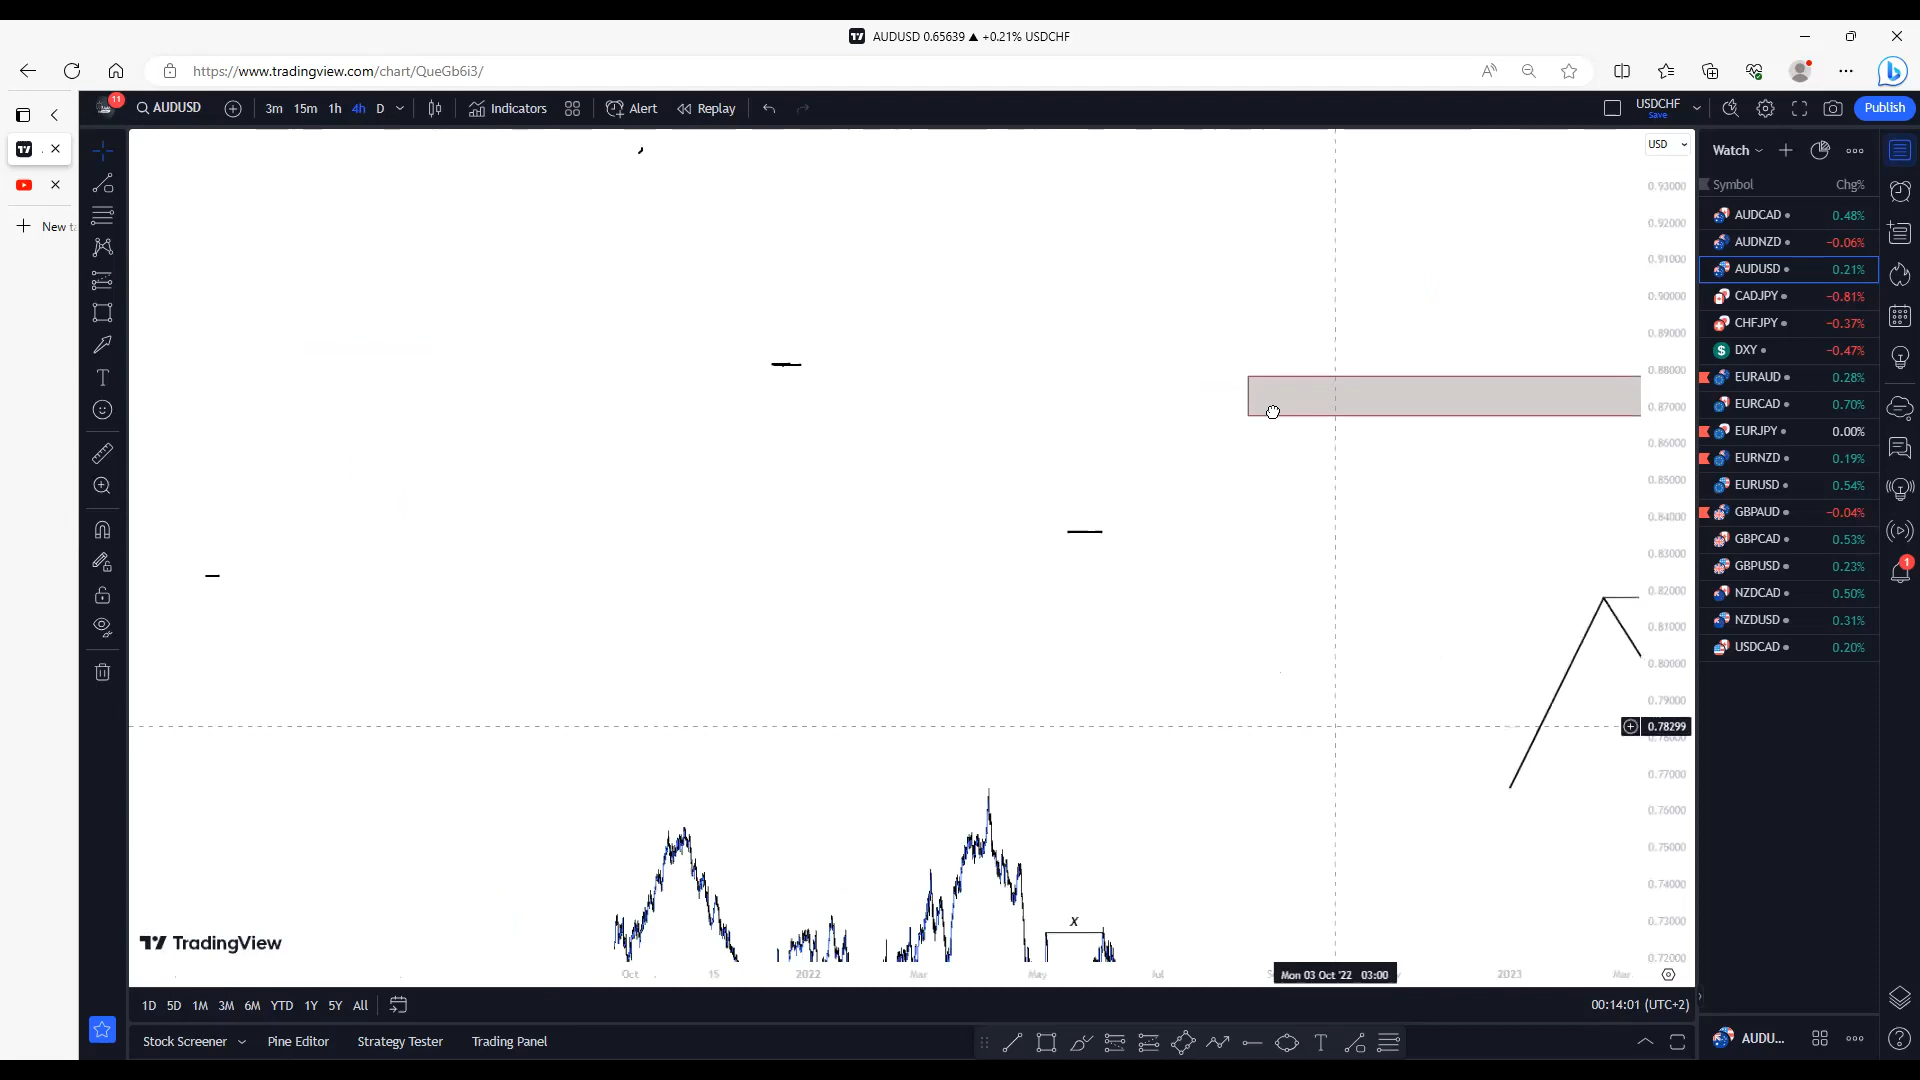 AUDUSD 0.65639 ▲ +0.21% USDCHF
https://www.tradingview.com/chart/QueGb6i3/
11
AUDUSD
3m 15m 1h 4h D
Indicators
Alert
Replay
USDCHF
Save
Publish
New
USD
0.93000
0.92000
0.91000
0.90000
0.89000
0.88000
0.87000
0.86000
0.85000
0.84000
0.83000
0.82000
0.81000
0.80000
0.79000
0.78299
0.78000
0.77000
0.76000
0.75000
0.74000
0.73000
0.72000
X
TradingView
Oct 15 2022 Mar May Jul Mon 03 Oct '22 03:00 2023 Mar
1D 5D 1M 3M 6M YTD 1Y 5Y All
00:14:01 (UTC+2)
Stock Screener Pine Editor Strategy Tester Trading Panel
Watch
Symbol Chg%
AUDCAD 0.48%
AUDNZD −0.06%
AUDUSD 0.21%
CADJPY −0.81%
CHFJPY −0.37%
DXY −0.47%
EURAUD 0.28%
EURCAD 0.70%
EURJPY 0.00%
EURNZD 0.19%
EURUSD 0.54%
GBPAUD −0.04%
GBPCAD 0.53%
GBPUSD 0.23%
NZDCAD 0.50%
NZDUSD 0.31%
USDCAD 0.20%
1
AUDU...